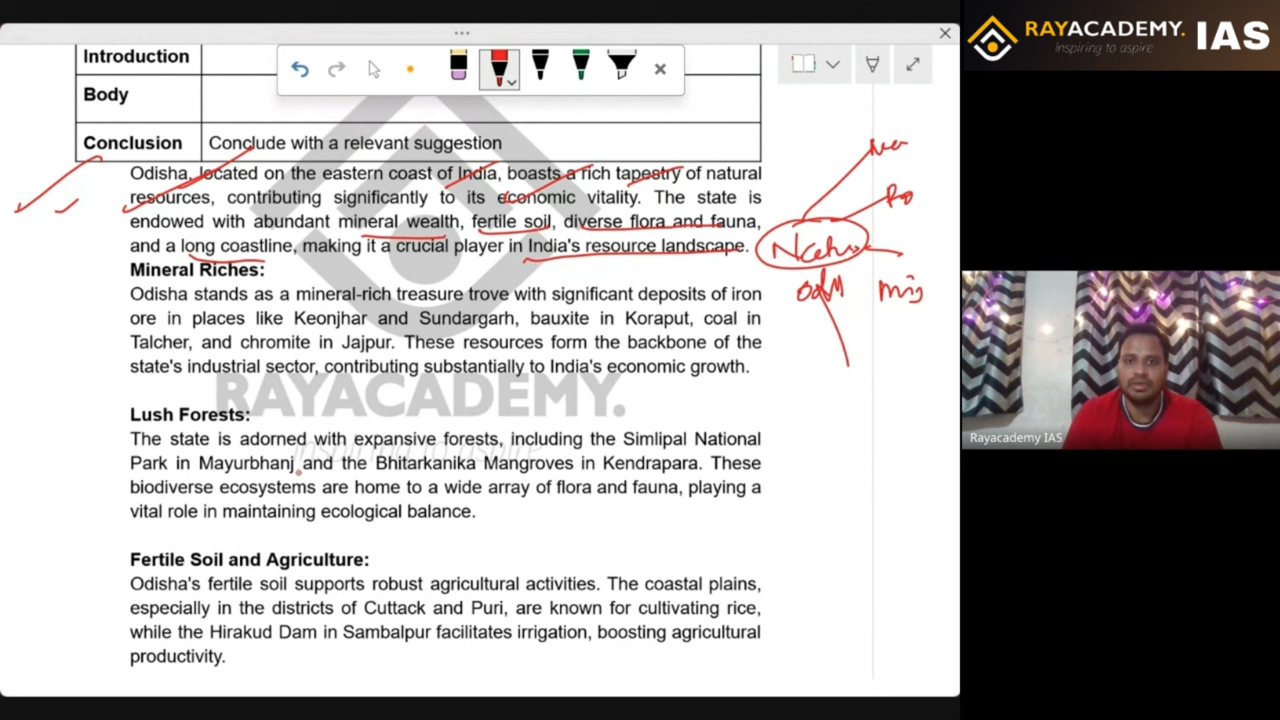 RAYACADEMY. IAS
Inspiring to aspire
Introduction
Body
Conclusion Conclude with a relevant suggestion
Odisha, located on the eastern coast of India, boasts a rich tapestry of natural
resources, contributing significantly to its economic vitality. The state is
endowed with abundant mineral wealth, fertile soil, diverse flora and fauna,
and a long coastline, making it a crucial player in India's resource landscape.
Mineral Riches:
Odisha stands as a mineral-rich treasure trove with significant deposits of iron
ore in places like Keonjhar and Sundargarh, bauxite in Koraput, coal in
Talcher, and chromite in Jajpur. These resources form the backbone of the
state's industrial sector, contributing substantially to India's economic growth.
RAYACADEMY.
inspiring to aspire
Lush Forests:
The state is adorned with expansive forests, including the Simlipal National
Park in Mayurbhanj and the Bhitarkanika Mangroves in Kendrapara. These
biodiverse ecosystems are home to a wide array of flora and fauna, playing a
vital role in maintaining ecological balance.
Fertile Soil and Agriculture:
Odisha's fertile soil supports robust agricultural activities. The coastal plains,
especially in the districts of Cuttack and Puri, are known for cultivating rice,
while the Hirakud Dam in Sambalpur facilitates irrigation, boosting agricultural
productivity.
Rayacademy IAS